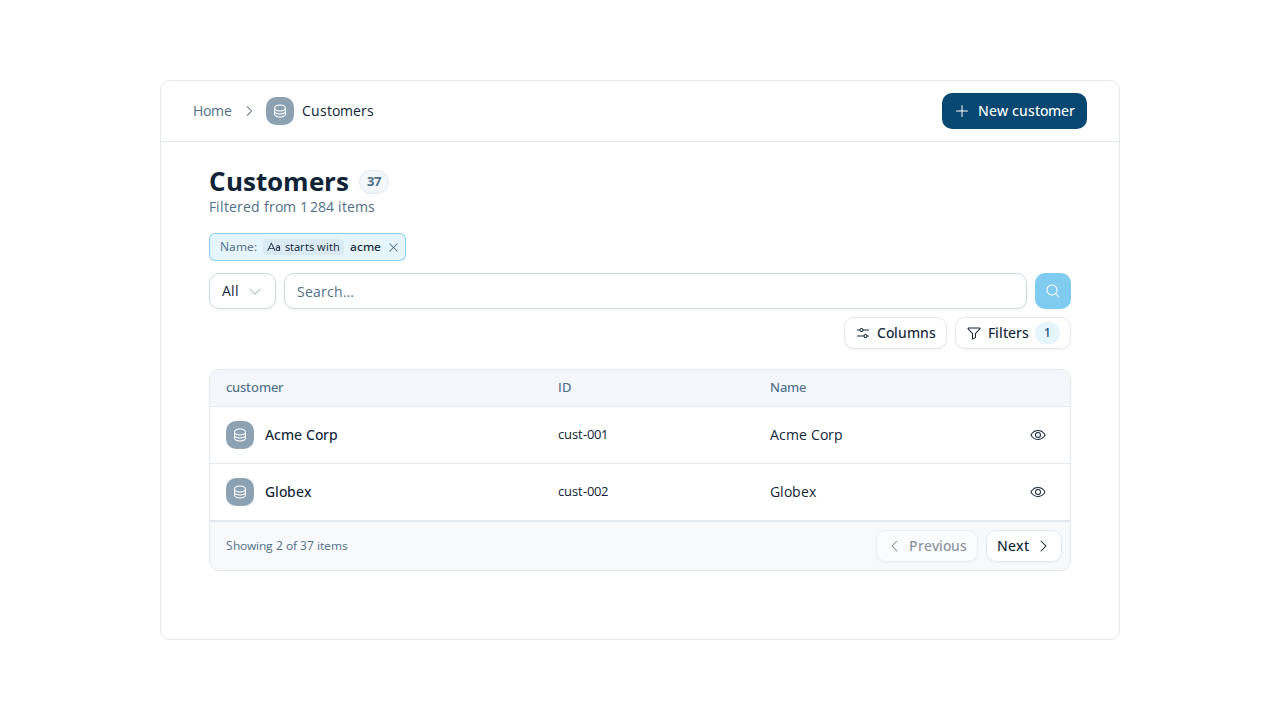 Home
Customers
New customer
Customers 37
Filtered from 1 284 items
Name: Aa starts with acme
All
Search...
Columns
Filters 1
customer ID Name
Acme Corp cust-001 Acme Corp
Globex cust-002 Globex
Showing 2 of 37 items
Previous
Next